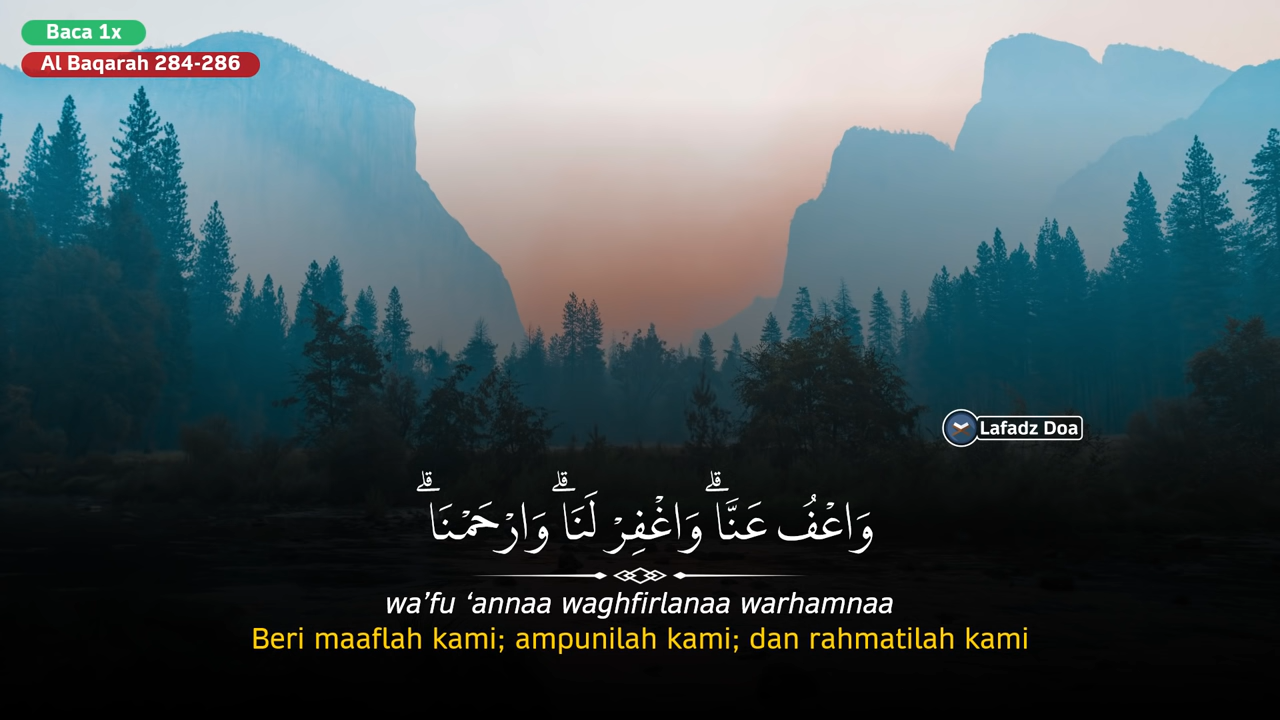 Baca 1x
Al Baqarah 284-286
Lafadz Doa
وَاعْفُ عَنَّاۗ وَاغْفِرْ لَنَاۗ وَارْحَمْنَاۗ
wa’fu ‘annaa waghfirlanaa warhamnaa
Beri maaflah kami; ampunilah kami; dan rahmatilah kami